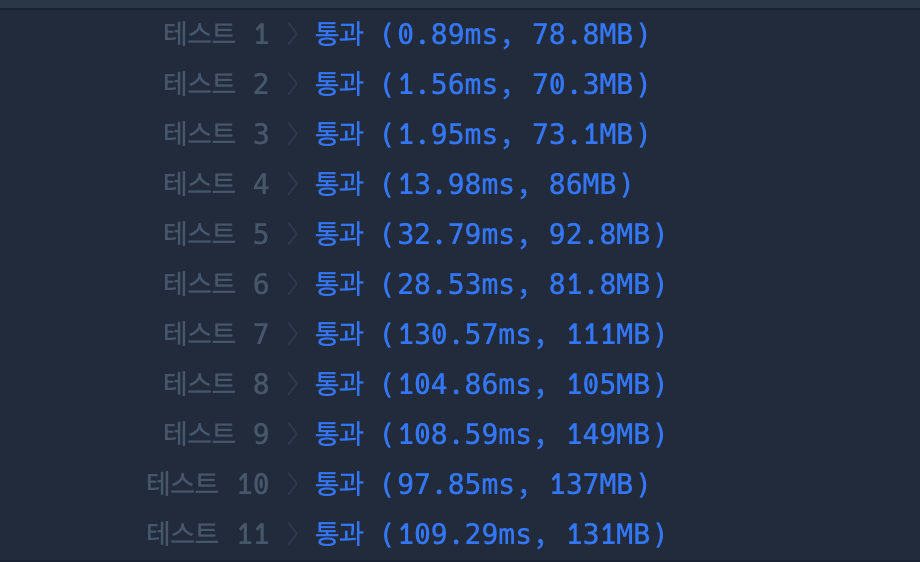 테스트 1 〉 통과 (0.89ms, 78.8MB)
테스트 2 〉 통과 (1.56ms, 70.3MB)
테스트 3 〉 통과 (1.95ms, 73.1MB)
테스트 4 〉 통과 (13.98ms, 86MB)
테스트 5 〉 통과 (32.79ms, 92.8MB)
테스트 6 〉 통과 (28.53ms, 81.8MB)
테스트 7 〉 통과 (130.57ms, 111MB)
테스트 8 〉 통과 (104.86ms, 105MB)
테스트 9 〉 통과 (108.59ms, 149MB)
테스트 10 〉 통과 (97.85ms, 137MB)
테스트 11 〉 통과 (109.29ms, 131MB)